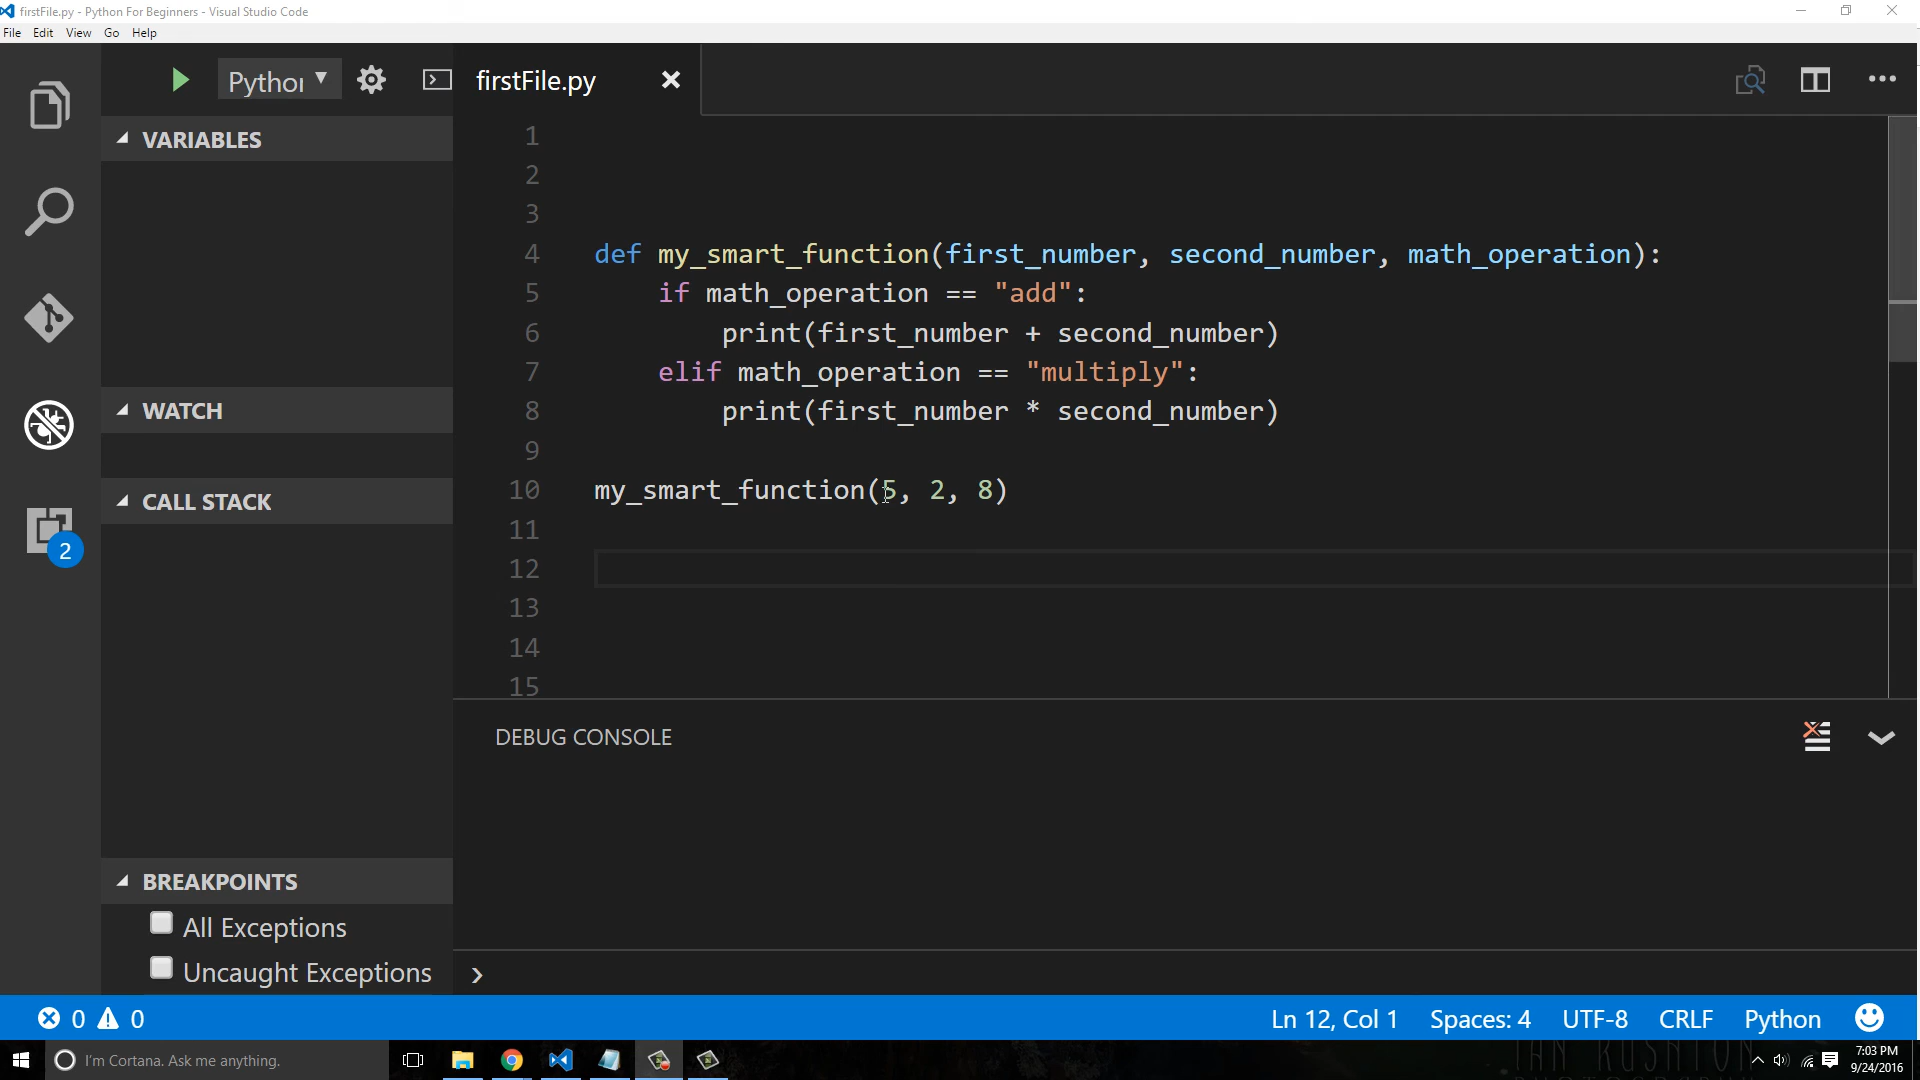 firstFile.py - Python For Beginners - Visual Studio Code
File Edit View Go Help
Python
firstFile.py
VARIABLES
WATCH
CALL STACK
2
BREAKPOINTS
All Exceptions
Uncaught Exceptions
1
2
3
4 def my_smart_function(first_number, second_number, math_operation):
5 if math_operation == "add":
6 print(first_number + second_number)
7 elif math_operation == "multiply":
8 print(first_number * second_number)
9
10 my_smart_function(5, 2, 8)
11
12
13
14
15
DEBUG CONSOLE
0 0 Ln 12, Col 1 Spaces: 4 UTF-8 CRLF Python
I'm Cortana. Ask me anything.
IAN RUSHTON
7:03 PM
9/24/2016